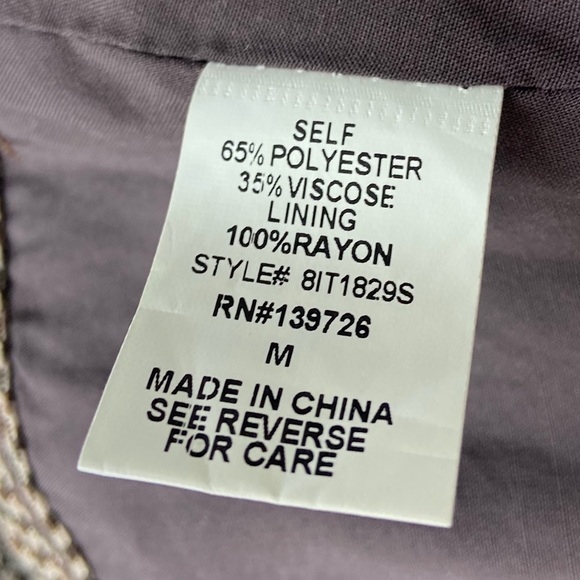 SELF
65% POLYESTER
35% VISCOSE
LINING
100%RAYON
STYLE# 8IT1829S
RN#139726
M
MADE IN CHINA
SEE REVERSE
FOR CARE